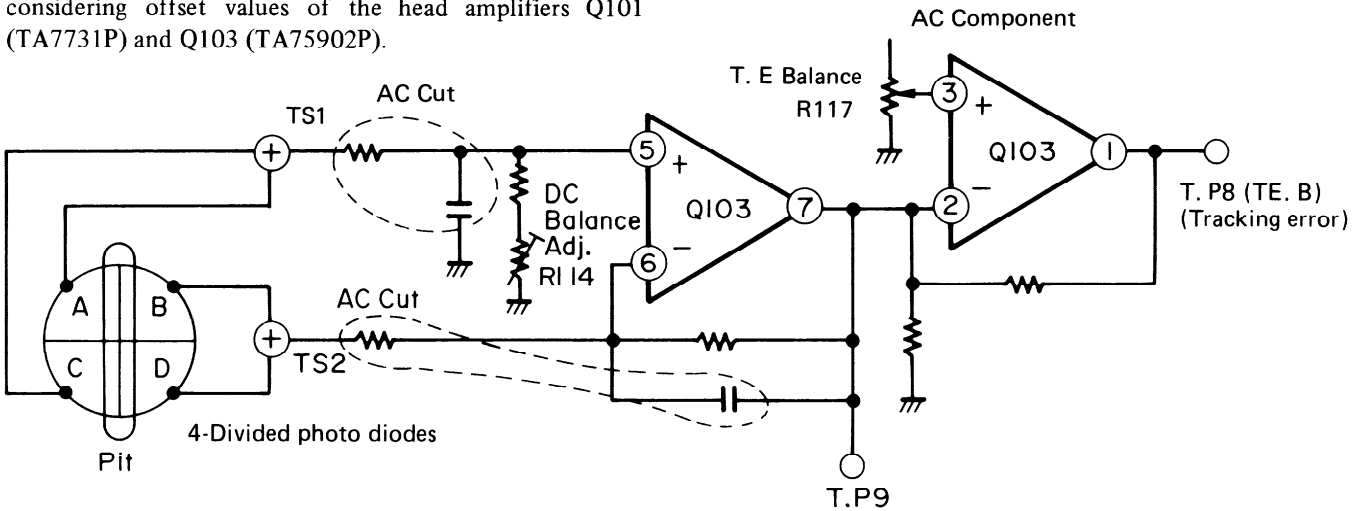 considering offset values of the head amplifiers Q101
(TA7731P) and Q103 (TA75902P).
AC Component
T. E Balance
R117
AC Cut
TS1
3
+
Q103
1
2
−
T. P8 (TE. B)
(Tracking error)
5
+
Q103
7
6
−
DC
Balance
Adj.
R114
+
AC Cut
A
B
C
D
+
TS2
4-Divided photo diodes
Pit
T.P9